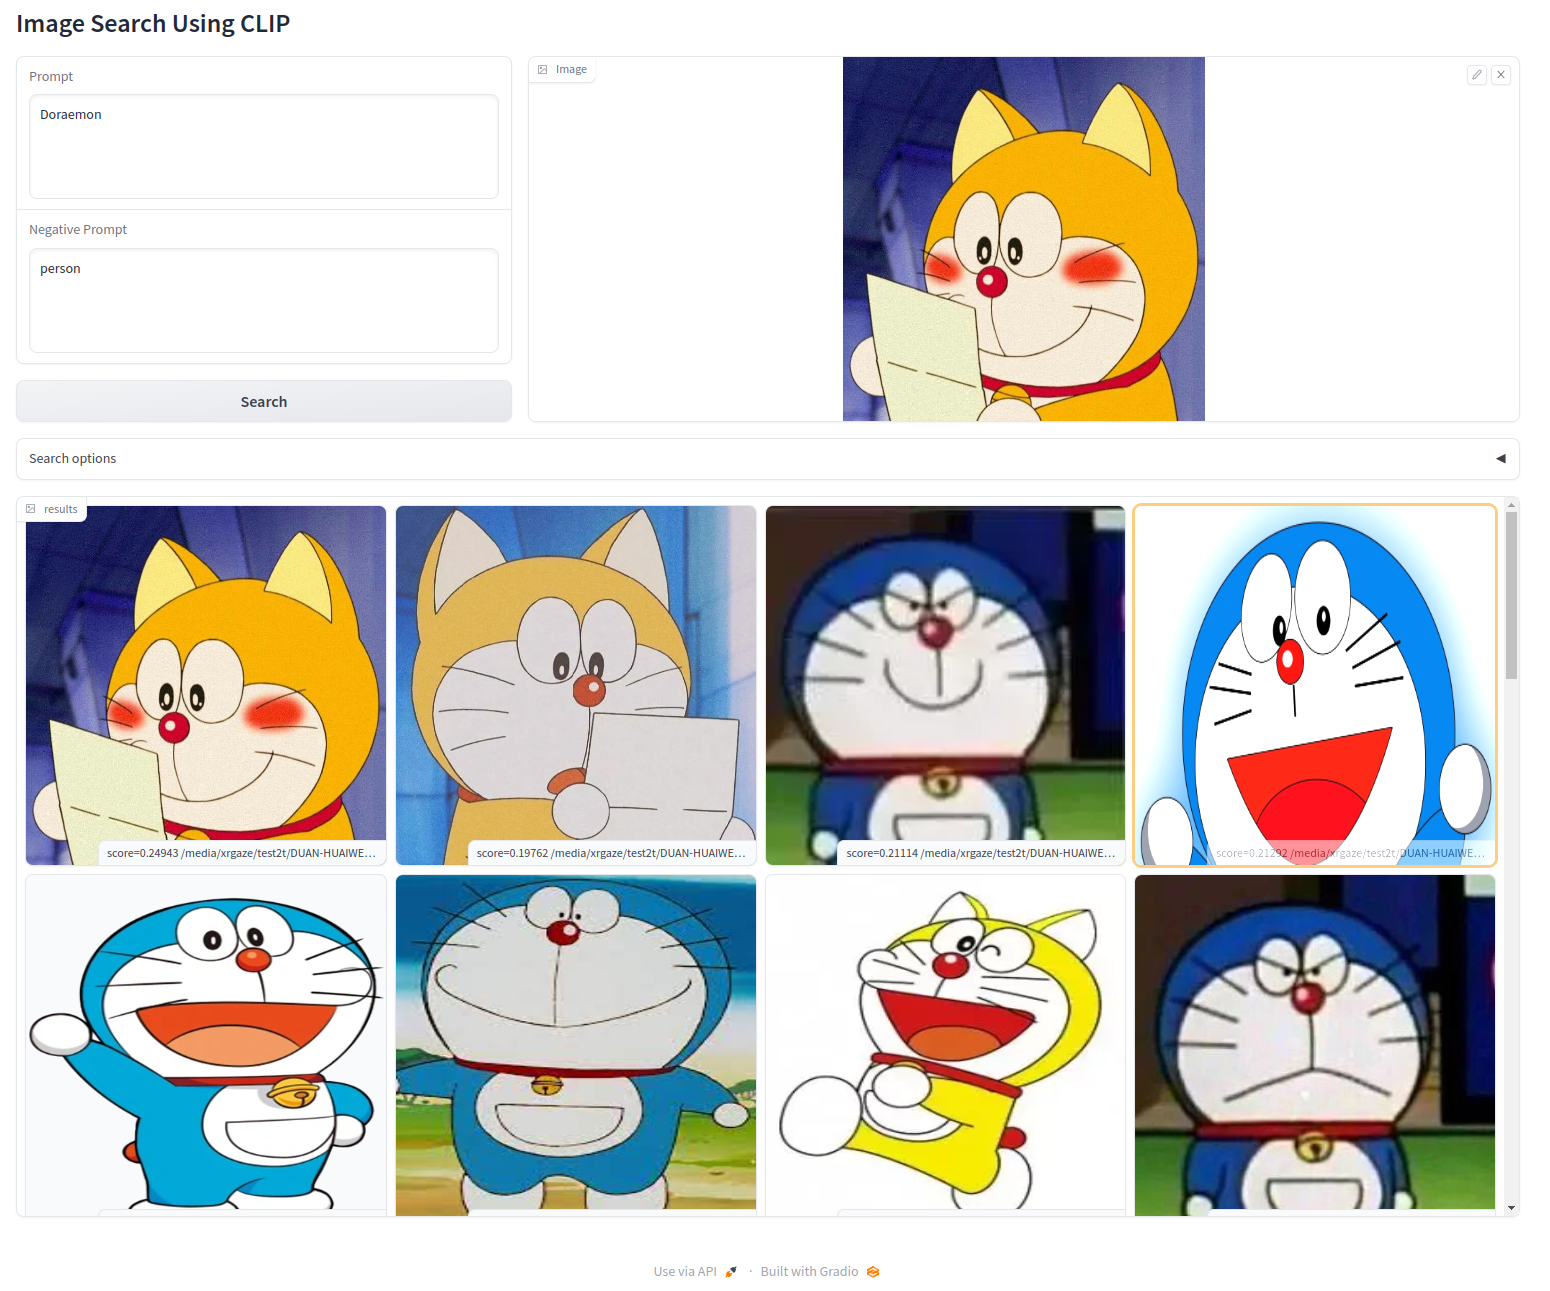 Image Search Using CLIP
Prompt
Doraemon
Negative Prompt
person
Search
Image
Search options
results
score=0.24943 /media/xrgaze/test2t/DUAN-HUAIWE...
score=0.19762 /media/xrgaze/test2t/DUAN-HUAIWE...
score=0.21114 /media/xrgaze/test2t/DUAN-HUAIWE...
score=0.21292 /media/xrgaze/test2t/DUAN-HUAIWE...
Use via API · Built with Gradio